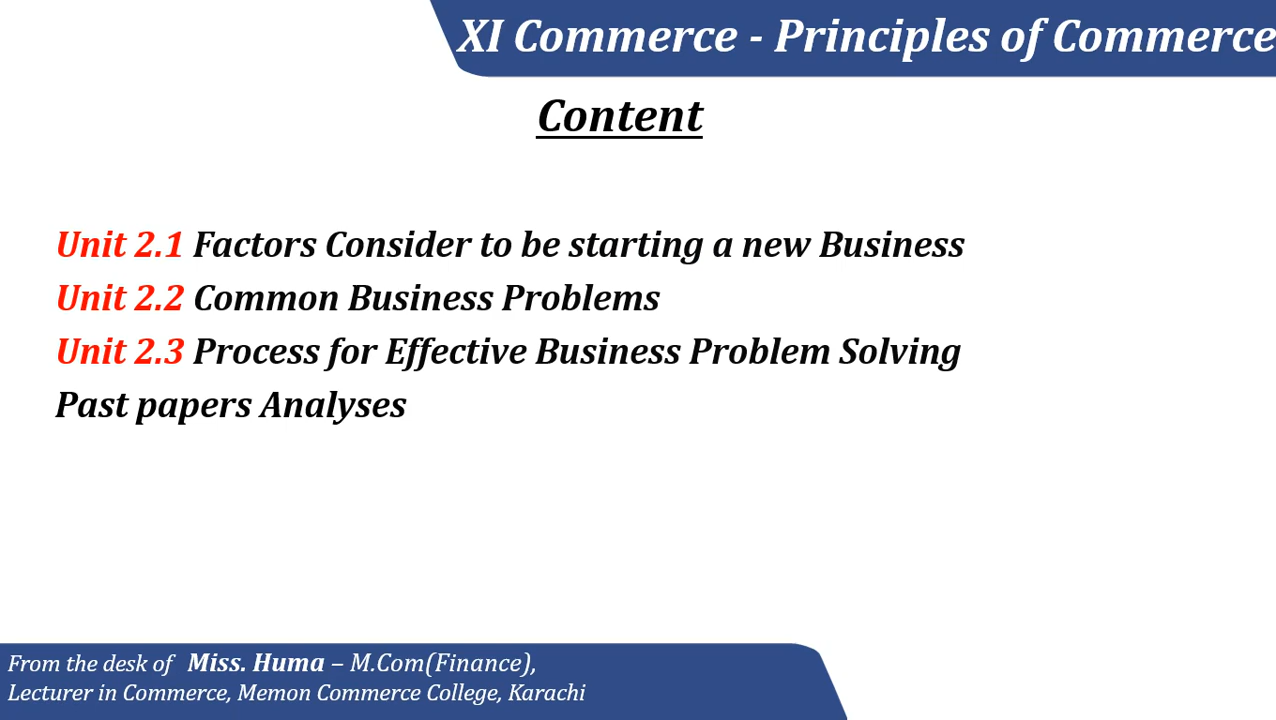 XI Commerce - Principles of Commerce
Content
Unit 2.1 Factors Consider to be starting a new Business
Unit 2.2 Common Business Problems
Unit 2.3 Process for Effective Business Problem Solving
Past papers Analyses
From the desk of Miss. Huma – M.Com(Finance),
Lecturer in Commerce, Memon Commerce College, Karachi